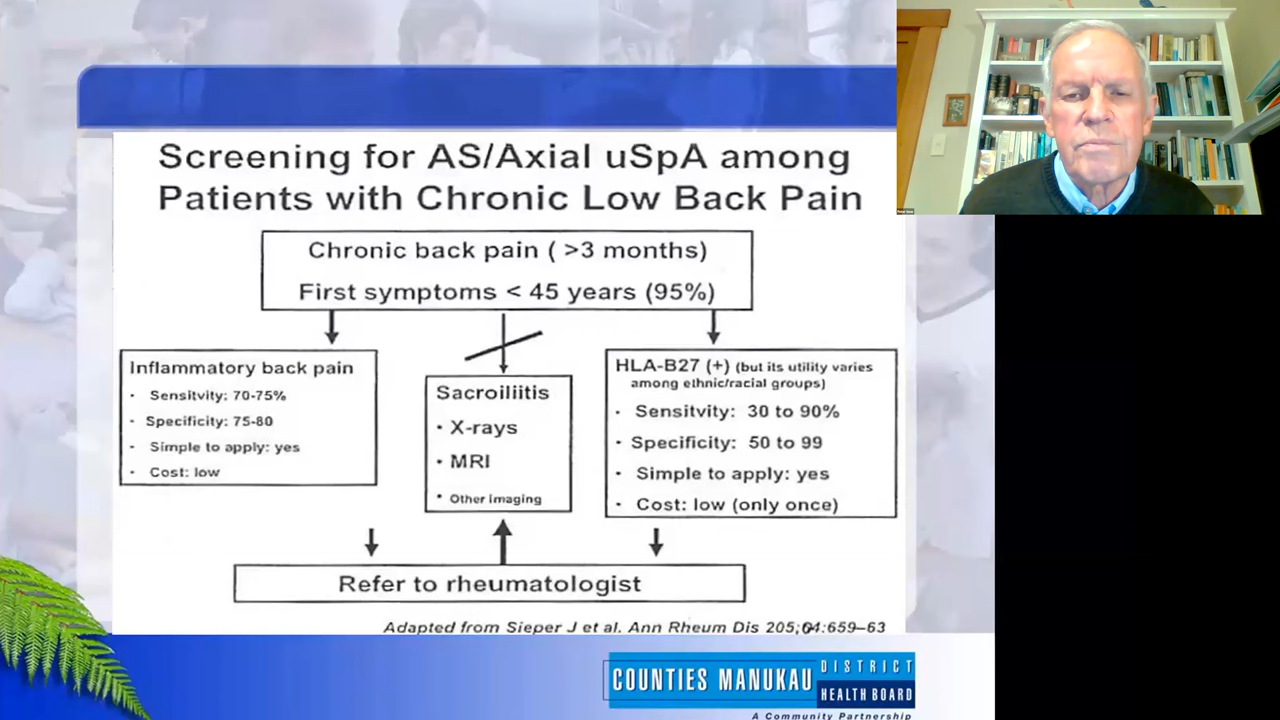 Screening for AS/Axial uSpA among
Patients with Chronic Low Back Pain
Chronic back pain ( >3 months)
First symptoms < 45 years (95%)
Inflammatory back pain
· Sensitvity: 70-75%
· Specificity: 75-80
· Simple to apply: yes
· Cost: low
Sacroiliitis
· X-rays
· MRI
· Other imaging
HLA-B27 (+) (but its utility varies
among ethnic/racial groups)
· Sensitvity: 30 to 90%
· Specificity: 50 to 99
· Simple to apply: yes
· Cost: low (only once)
Refer to rheumatologist
Adapted from Sieper J et al. Ann Rheum Dis 205;64:659–63
COUNTIES MANUKAU
DISTRICT
HEALTH BOARD
A Community Partnership